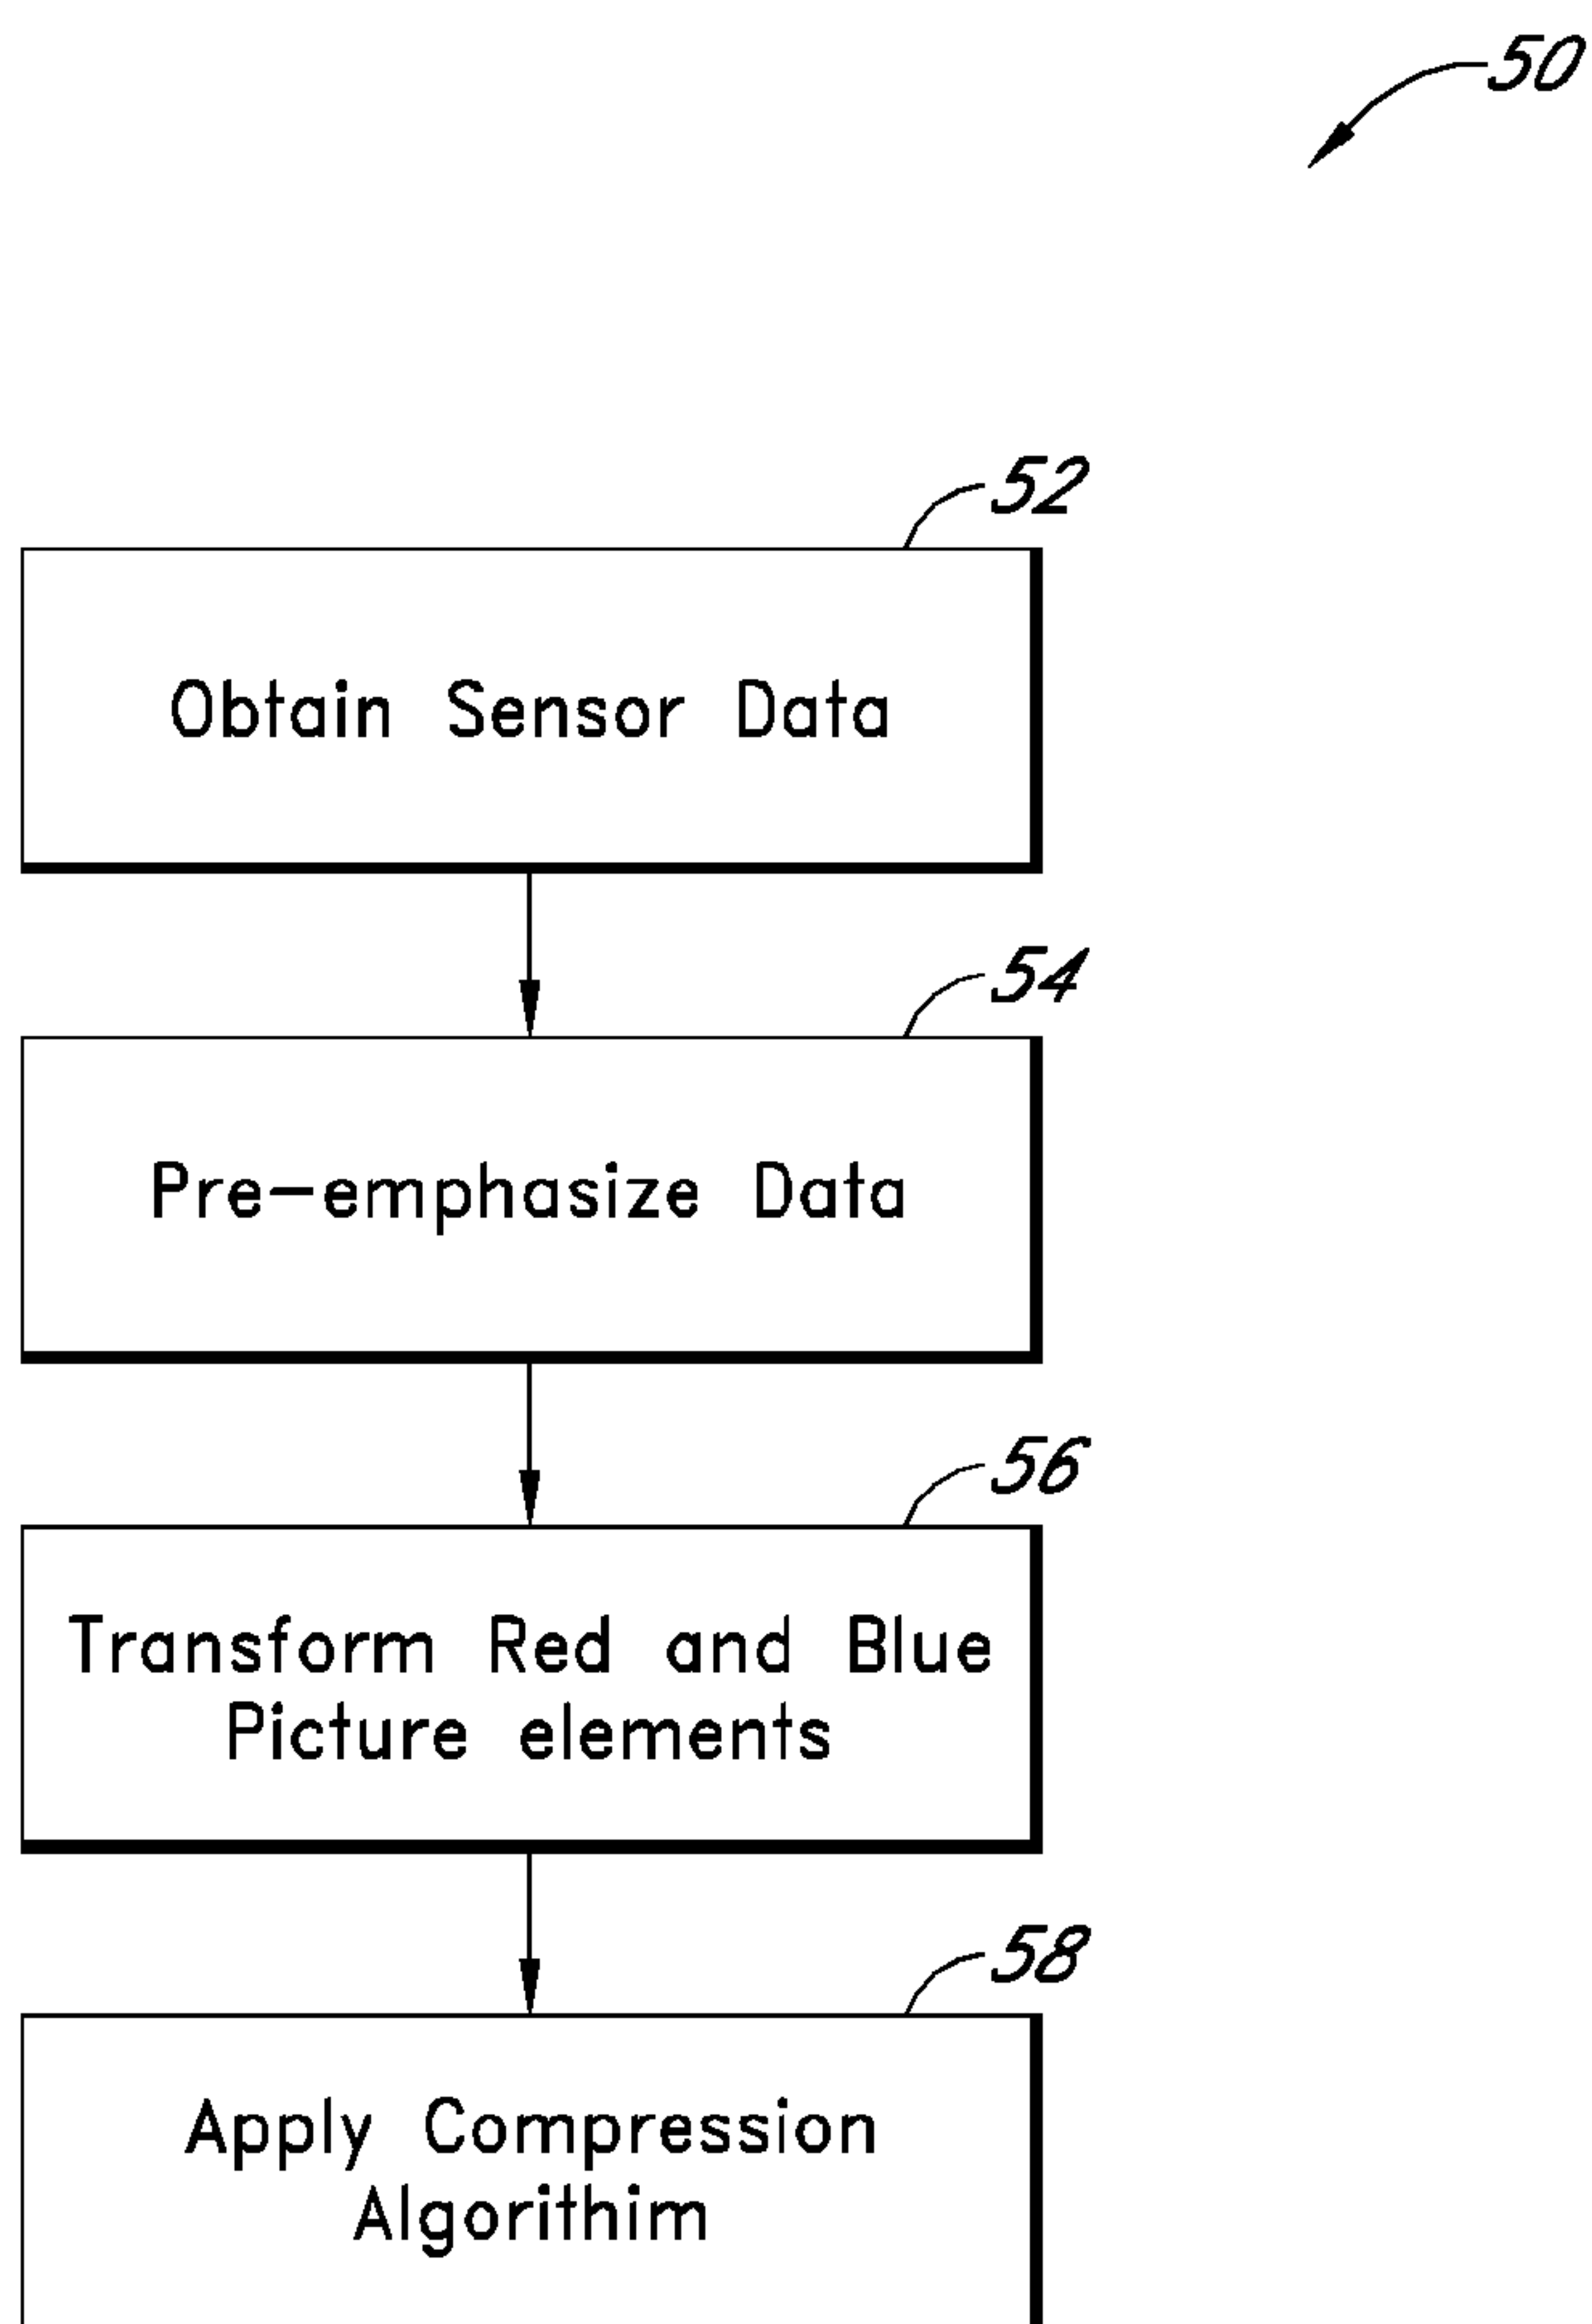 50
52
Obtain Sensor Data
54
Pre-emphasize Data
56
Transform Red and Blue
Picture elements
58
Apply Compression
Algorithim